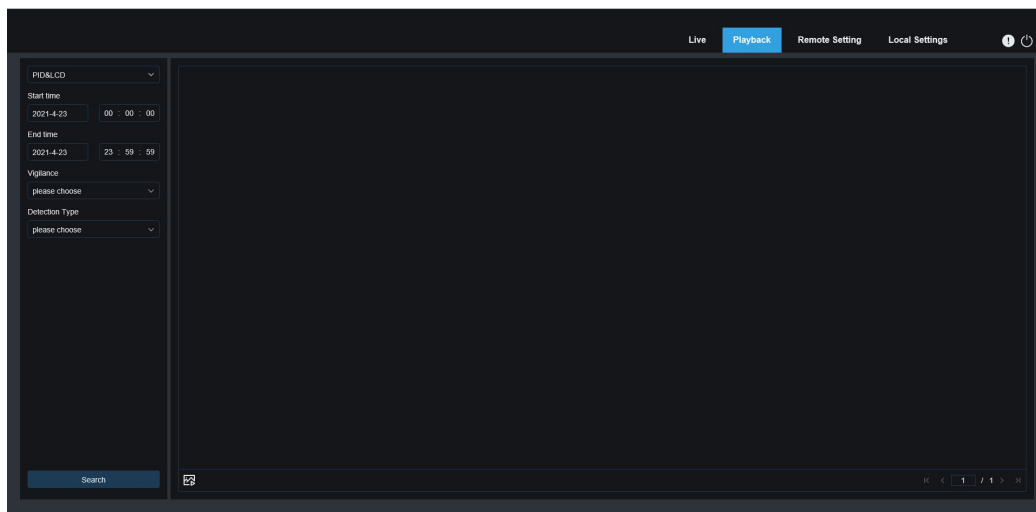 Live Playback Remote Setting Local Settings
PID&LCD
Start time
2021-4-23 00 : 00 : 00
End time
2021-4-23 23 : 59 : 59
Vigilance
please choose
Detection Type
please choose
Search
1 / 1